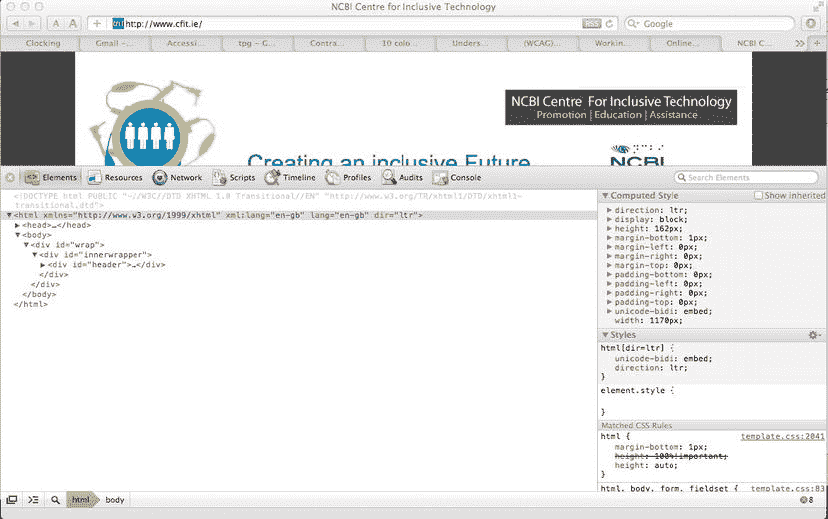 NCBI Centre for Inclusive Technology
A A + http://www.cfit.ie/ RSS Google
Clocking Gmail –... Accessi... tpg – G... Contra... 10 colo... Unders... (WCAG)... Workin... Online... NCBI C... >> +
NCBI Centre For Inclusive Technology
Promotion | Education | Assistance
Creating an inclusive Future
NCBI
Elements Resources Network Scripts Timeline Profiles Audits Console Search Elements
<!DOCTYPE html PUBLIC "-//W3C//DTD XHTML 1.0 Transitional//EN" "http://www.w3.org/TR/xhtml1/DTD/xhtml1-
transitional.dtd">
▼<html xmlns="http://www.w3.org/1999/xhtml" xml:lang="en-gb" lang="en-gb" dir="ltr">
▶<head>…</head>
▼<body>
▼<div id="wrap">
▼<div id="innerwrapper">
▶<div id="header">…</div>
</div>
</div>
</body>
</html>
▼ Computed Style Show Inherited
▶ direction: ltr;
▶ display: block;
▶ height: 162px;
▶ margin-bottom: 1px;
▶ margin-left: 0px;
▶ margin-right: 0px;
▶ margin-top: 0px;
▶ padding-bottom: 0px;
▶ padding-left: 0px;
▶ padding-right: 0px;
▶ padding-top: 0px;
▶ unicode-bidi: embed;
width: 1170px;
▼ Styles
html[dir=ltr] {
unicode-bidi: embed;
direction: ltr;
}
element.style {
}
Matched CSS Rules
html { template.css:2041
margin-bottom: 1px;
height: 100%!important;
height: auto;
}
html, body, form, fieldset { template.css:83
html body 8